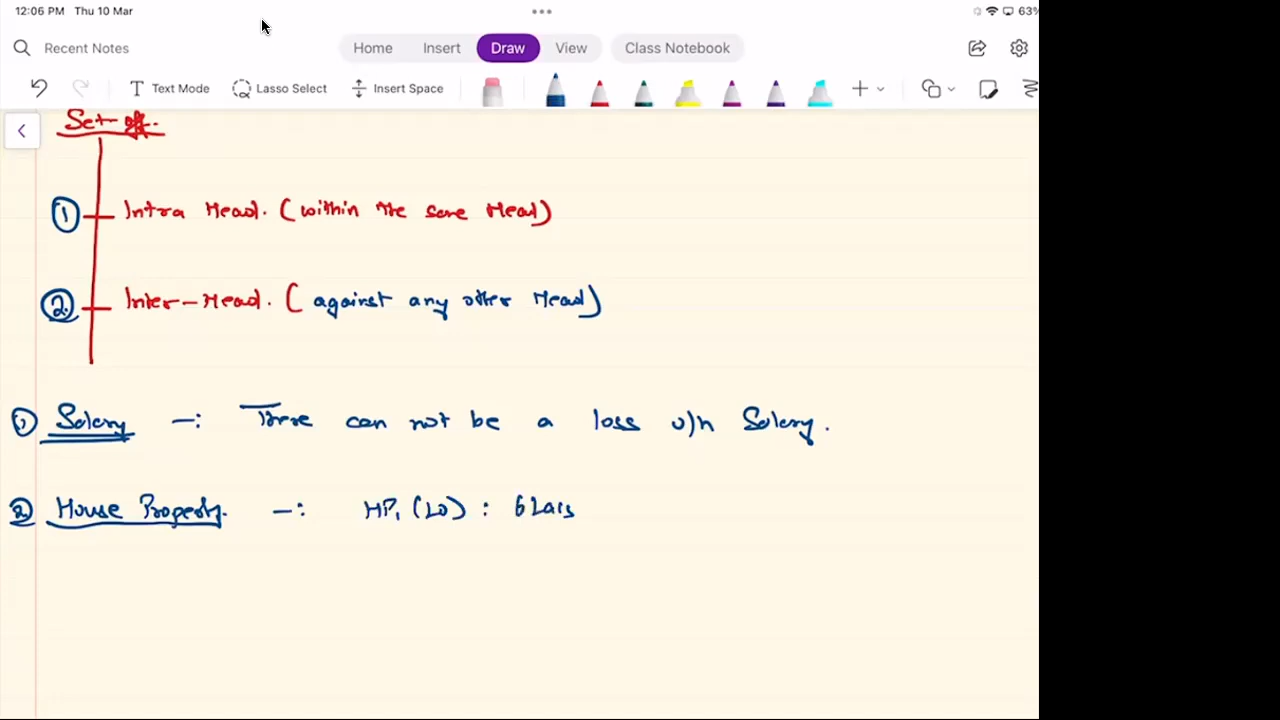 12:06 PM Thu 10 Mar
63%
Recent Notes
Home Insert Draw View Class Notebook
Text Mode Lasso Select Insert Space
Set off.
① Intra Head. (within the same Head)
② Inter-Head. (against any other Head)
① Salary -: There can not be a loss u/h Salary.
② House Property. -: HP₁ (LO) : 6 Lacs